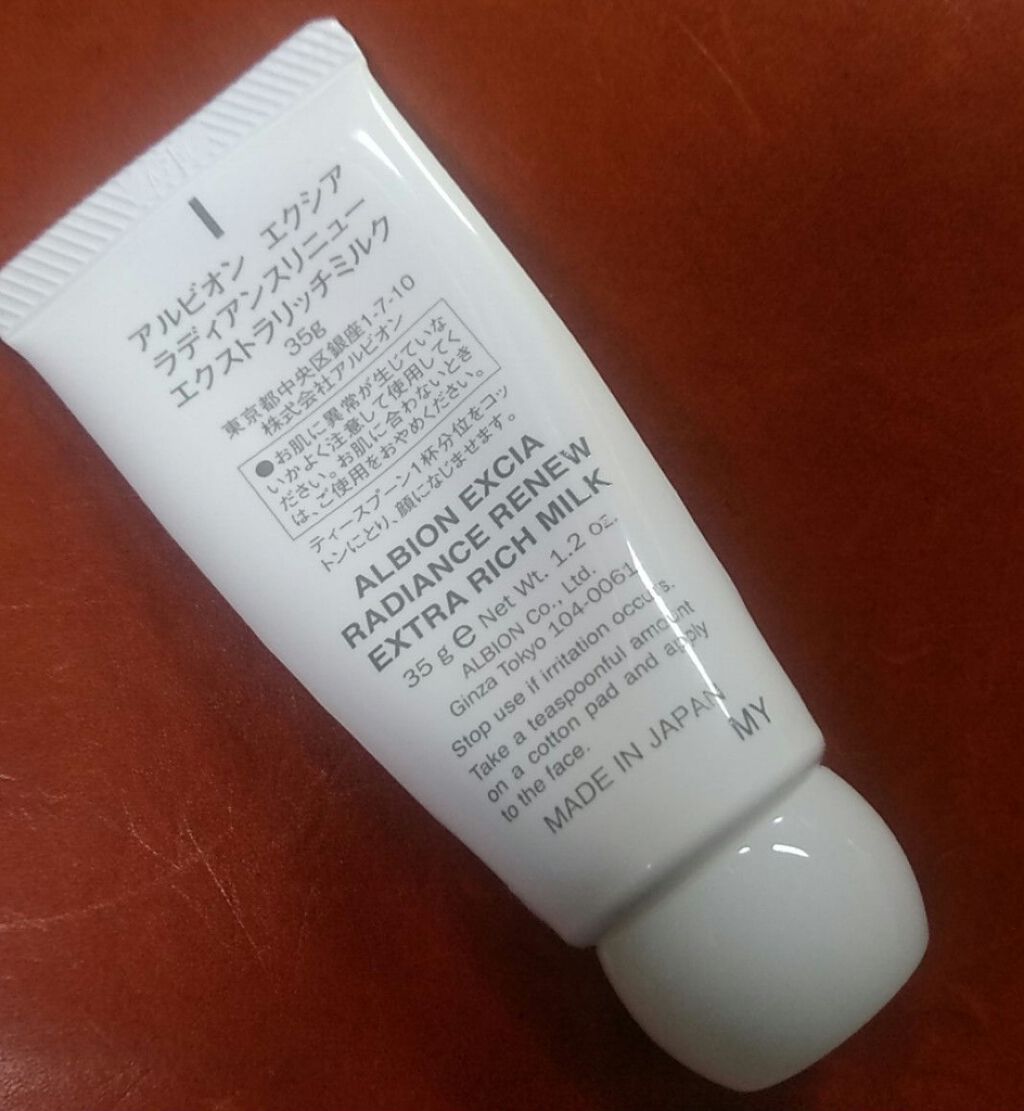 アルビオン エクシア
ラディアンスリニュー
エクストラリッチミルク
35g
東京都中央区銀座1-7-10
株式会社アルビオン
●お肌に異常が生じていな
いかよく注意して使用してく
ださい。お肌に合わないとき
は、ご使用をおやめください。
ティースプーン1杯分位をコッ
トンにとり、顔になじませます。
ALBION EXCIA
RADIANCE RENEW
EXTRA RICH MILK
35 g ℮ Net Wt. 1.2 oz.
ALBION Co., Ltd.
Ginza Tokyo 104-0061
Stop use if irritation occurs.
Take a teaspoonful amount
on a cotton pad and apply
to the face.
MADE IN JAPAN
MY